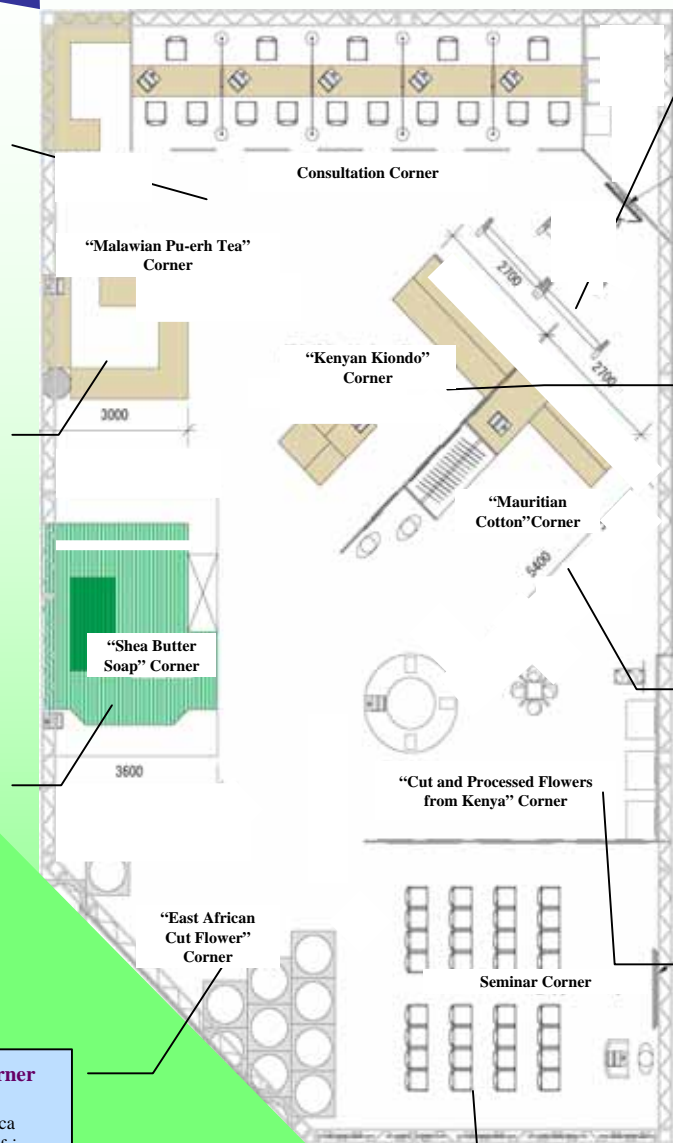 Consultation Corner
“Malawian Pu-erh Tea”
Corner
2700
“Kenyan Kiondo”
Corner
2700
3000
“Mauritian
Cotton”Corner
5400
“Shea Butter
Soap” Corner
3600
“Cut and Processed Flowers
from Kenya” Corner
“East African
Cut Flower”
Corner
Seminar Corner
rner
ca